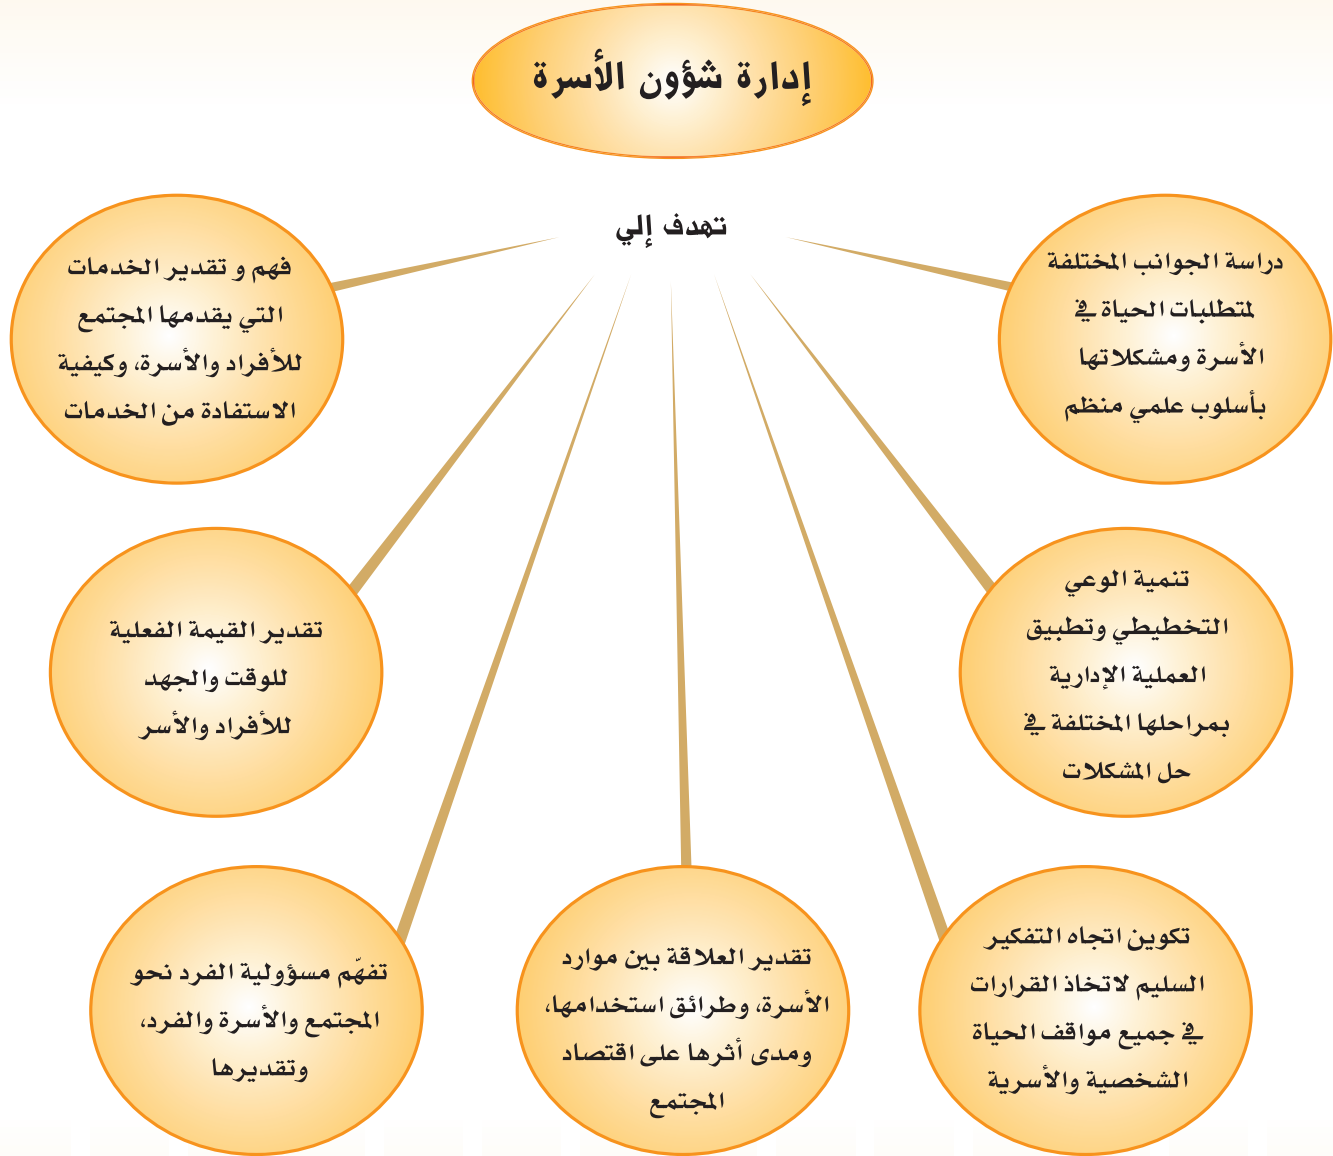 إدارة شؤون الأسرة
تهدف إلي
دراسة الجوانب المختلفة
لمتطلبات الحياة في
الأسرة ومشكلاتها
بأسلوب علمي منظم
تنمية الوعي
التخطيطي وتطبيق
العملية الإدارية
بمراحلها المختلفة في
حل المشكلات
تكوين اتجاه التفكير
السليم لاتخاذ القرارات
في جميع مواقف الحياة
الشخصية والأسرية
تقدير العلاقة بين موارد
الأسرة، وطرائق استخدامها،
ومدى أثرها على اقتصاد
المجتمع
تفهّم مسؤولية الفرد نحو
المجتمع والأسرة والفرد،
وتقديرها
تقدير القيمة الفعلية
للوقت والجهد
للأفراد والأسر
فهم و تقدير الخدمات
التي يقدمها المجتمع
للأفراد والأسرة، وكيفية
الاستفادة من الخدمات